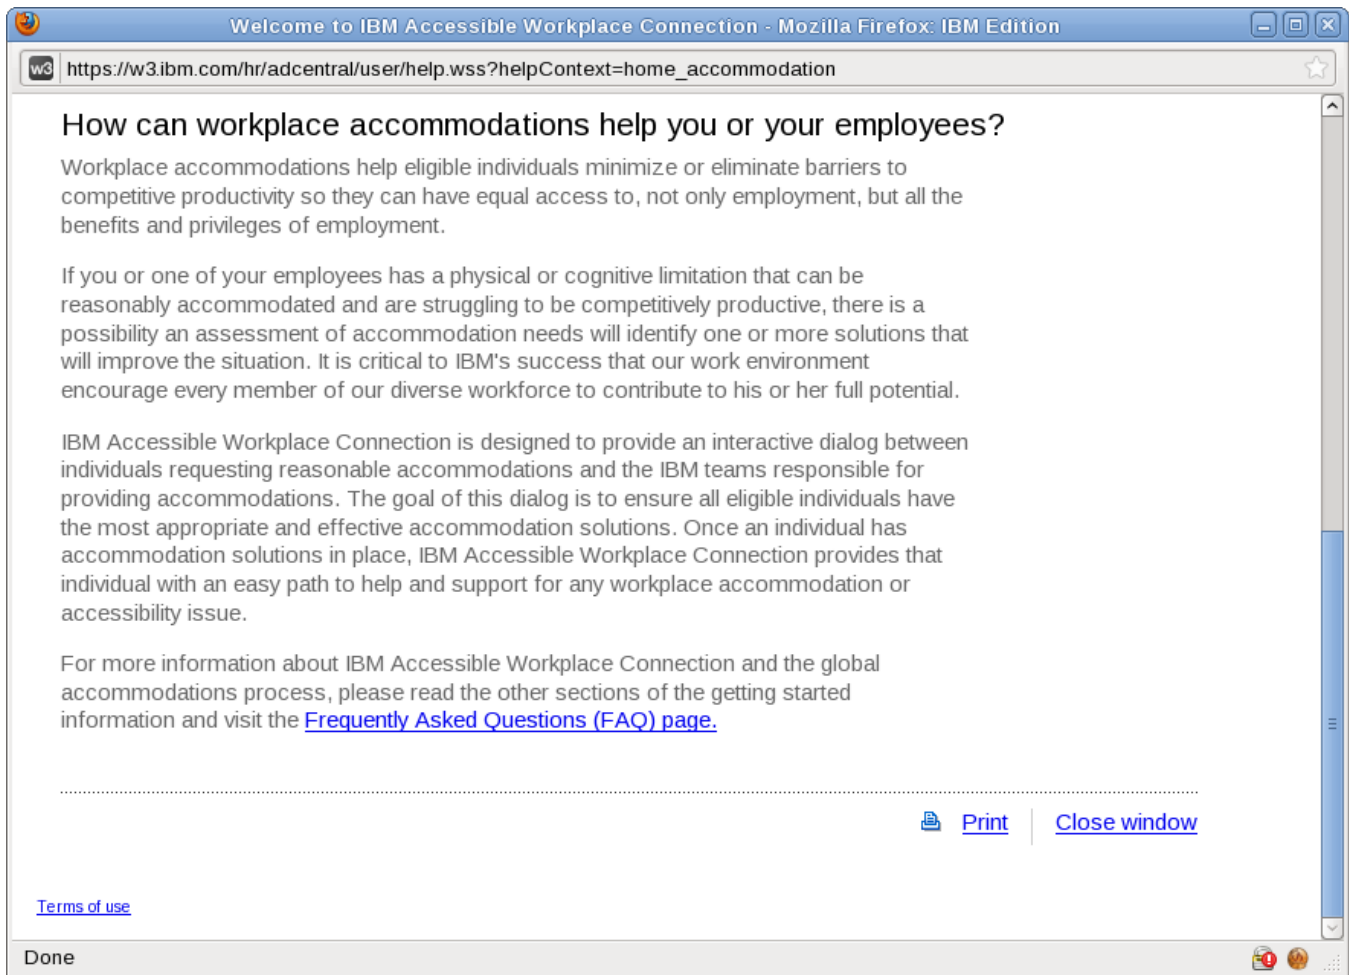 Welcome to IBM Accessible Workplace Connection - Mozilla Firefox: IBM Edition
w3 https://w3.ibm.com/hr/adcentral/user/help.wss?helpContext=home_accommodation
How can workplace accommodations help you or your employees?
Workplace accommodations help eligible individuals minimize or eliminate barriers to
competitive productivity so they can have equal access to, not only employment, but all the
benefits and privileges of employment.
If you or one of your employees has a physical or cognitive limitation that can be
reasonably accommodated and are struggling to be competitively productive, there is a
possibility an assessment of accommodation needs will identify one or more solutions that
will improve the situation. It is critical to IBM's success that our work environment
encourage every member of our diverse workforce to contribute to his or her full potential.
IBM Accessible Workplace Connection is designed to provide an interactive dialog between
individuals requesting reasonable accommodations and the IBM teams responsible for
providing accommodations. The goal of this dialog is to ensure all eligible individuals have
the most appropriate and effective accommodation solutions. Once an individual has
accommodation solutions in place, IBM Accessible Workplace Connection provides that
individual with an easy path to help and support for any workplace accommodation or
accessibility issue.
For more information about IBM Accessible Workplace Connection and the global
accommodations process, please read the other sections of the getting started
information and visit the Frequently Asked Questions (FAQ) page.
Print Close window
Terms of use
Done